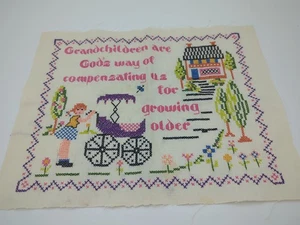 Grandchildren are
God's way of
compensating us
for
growing
older